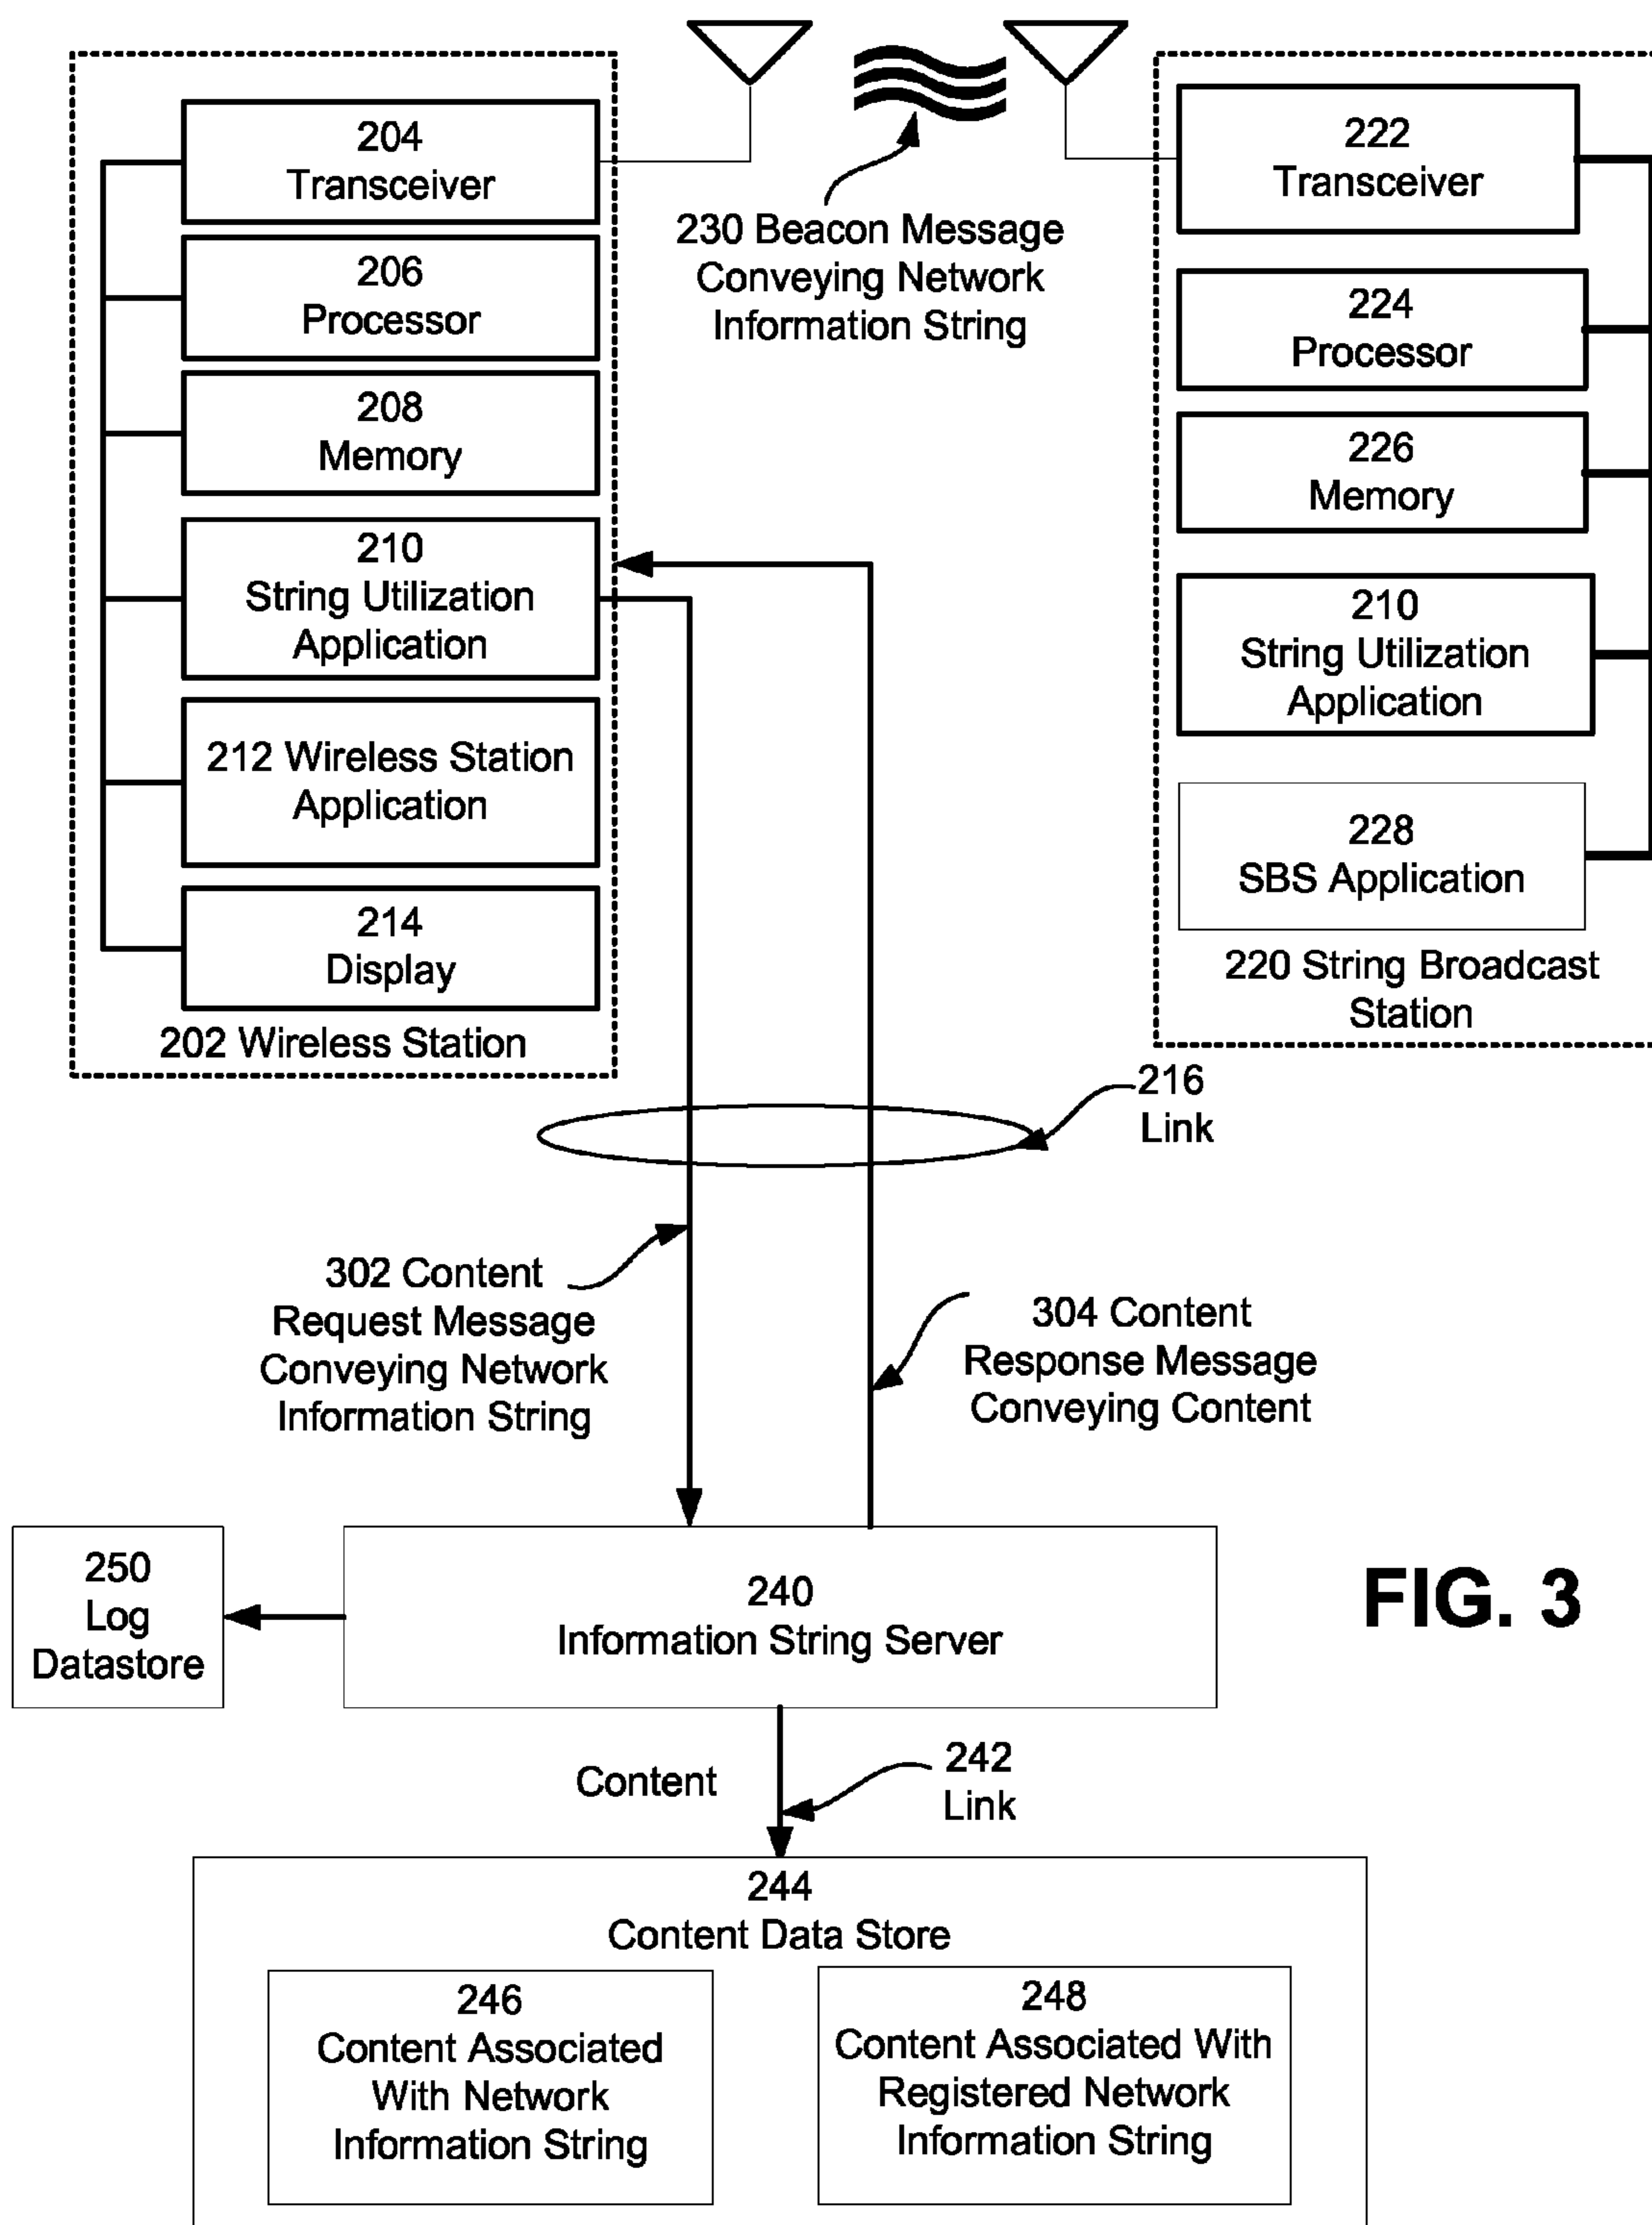 204
Transceiver
206
Processor
208
Memory
210
String Utilization
Application
212 Wireless Station
Application
214
Display
202 Wireless Station
230 Beacon Message
Conveying Network
Information String
222
Transceiver
224
Processor
226
Memory
210
String Utilization
Application
228
SBS Application
220 String Broadcast
Station
216
Link
302 Content
Request Message
Conveying Network
Information String
304 Content
Response Message
Conveying Content
250
Log
Datastore
240
Information String Server
FIG. 3
Content
242
Link
244
Content Data Store
246
Content Associated
With Network
Information String
248
Content Associated With
Registered Network
Information String